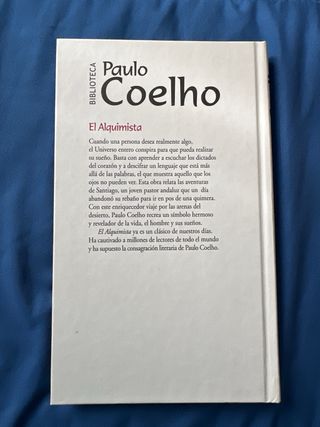 BIBLIOTECA
Paulo
Coelho
El Alquimista
Cuando una persona desea realmente algo,
el Universo entero conspira para que pueda realizar
su sueño. Basta con aprender a escuchar los dictados
del corazón y a descifrar un lenguaje que está más
allá de las palabras, el que muestra aquello que los
ojos no pueden ver. Esta obra relata las aventuras
de Santiago, un joven pastor andaluz que un día
abandonó su rebaño para ir en pos de una quimera.
Con este enriquecedor viaje por las arenas del
desierto, Paulo Coelho recrea un símbolo hermoso
y revelador de la vida, el hombre y sus sueños.
El Alquimista ya es un clásico de nuestros días.
Ha cautivado a millones de lectores de todo el mundo
y ha supuesto la consagración literaria de Paulo Coelho.